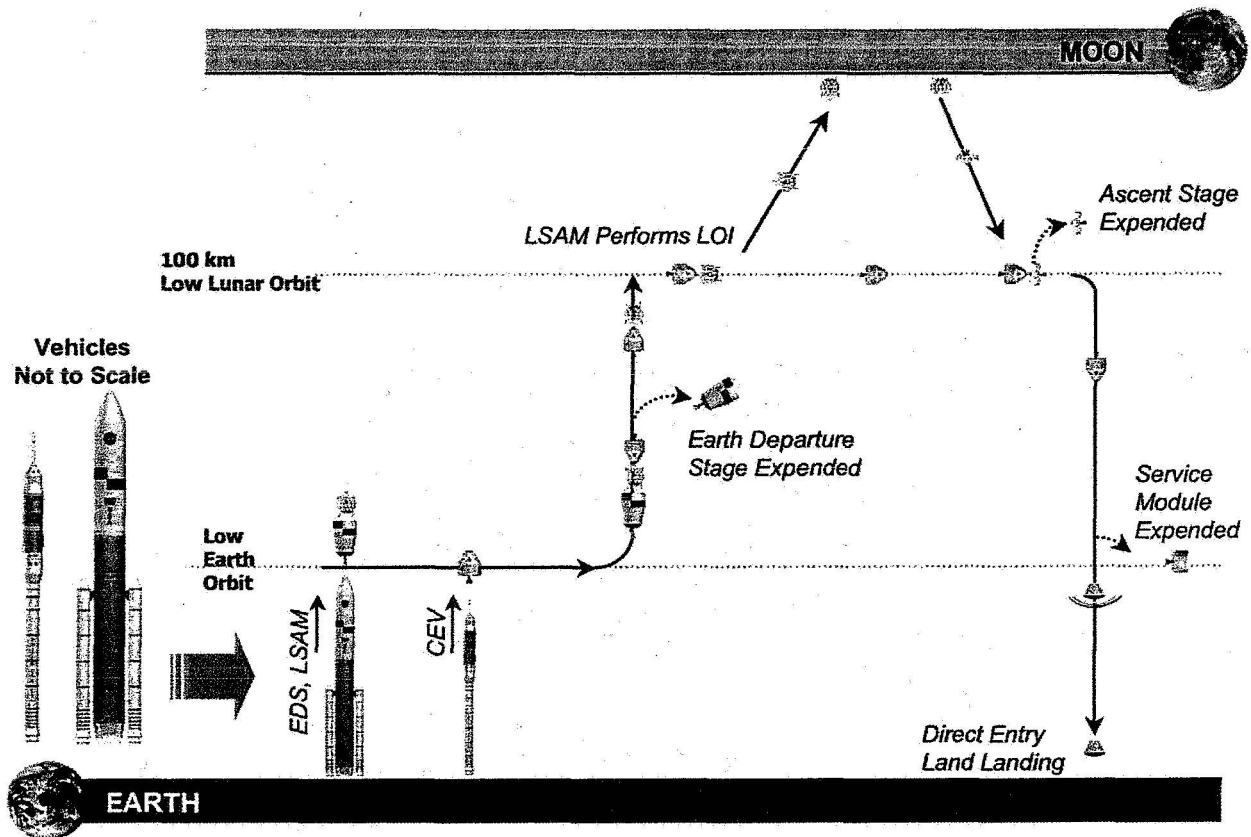 MOON
Ascent Stage
Expended
LSAM Performs LOI
100 km
Low Lunar Orbit
Vehicles
Not to Scale
Earth Departure
Stage Expended
Service
Module
Expended
Low
Earth
Orbit
EDS, LSAM
CEV
Direct Entry
Land Landing
EARTH